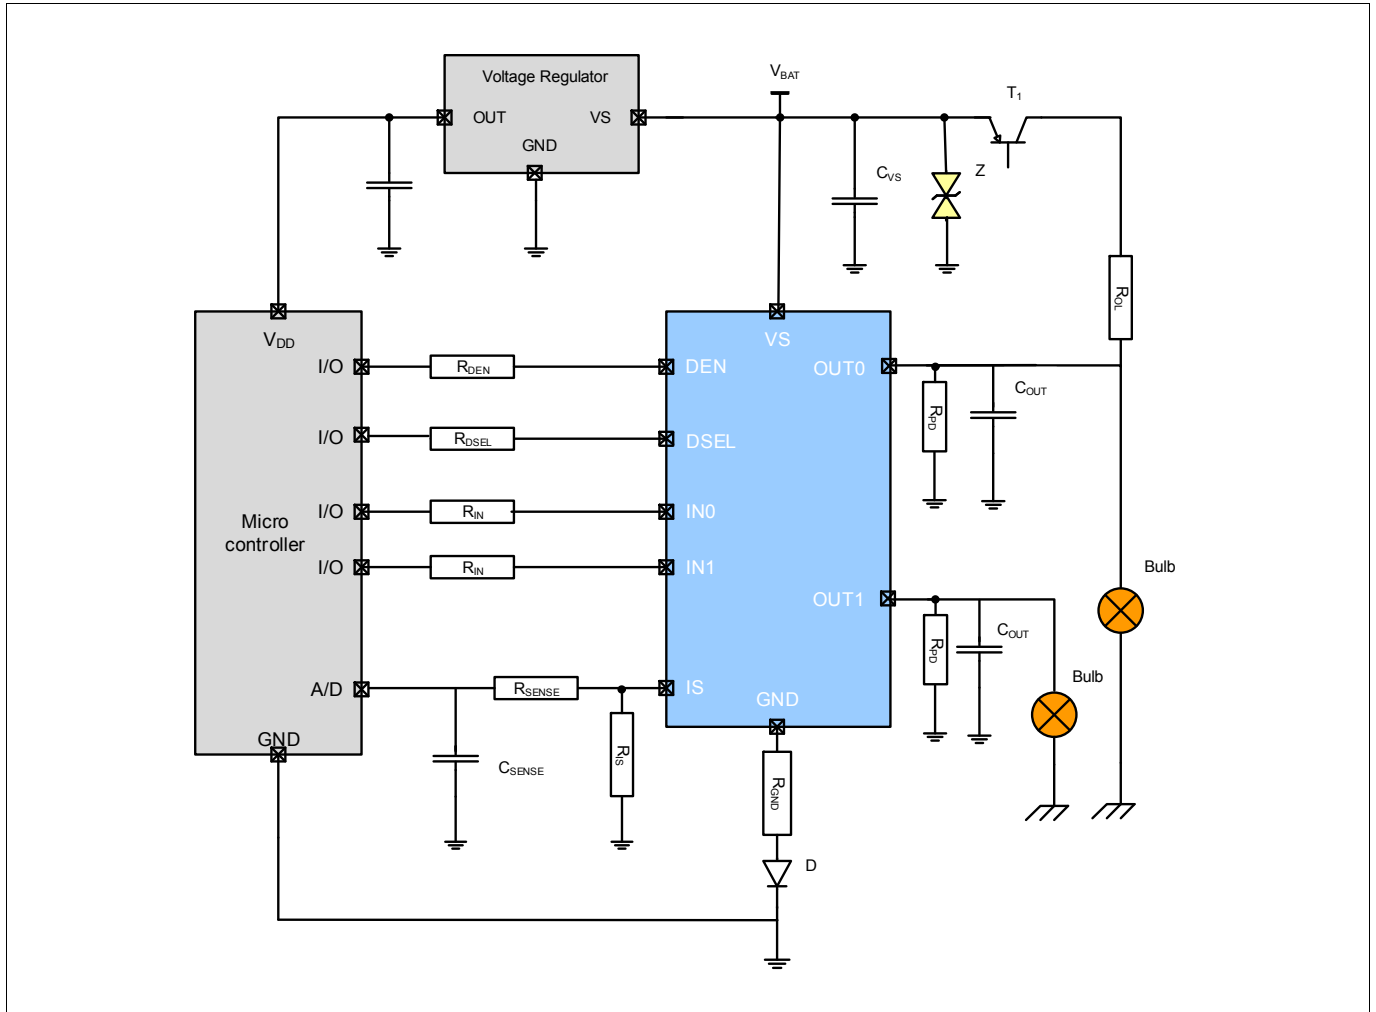 Voltage Regulator
OUT
VS
GND
VBAT
T1
CVS
Z
ROL
VDD
I/O
RDEN
DEN
VS
OUT0
COUT
RPD
I/O
RDSEL
DSEL
I/O
RIN
IN0
Micro
controller
I/O
RIN
IN1
OUT1
Bulb
RPD
COUT
A/D
RSENSE
IS
GND
Bulb
GND
CSENSE
RIS
RGND
D